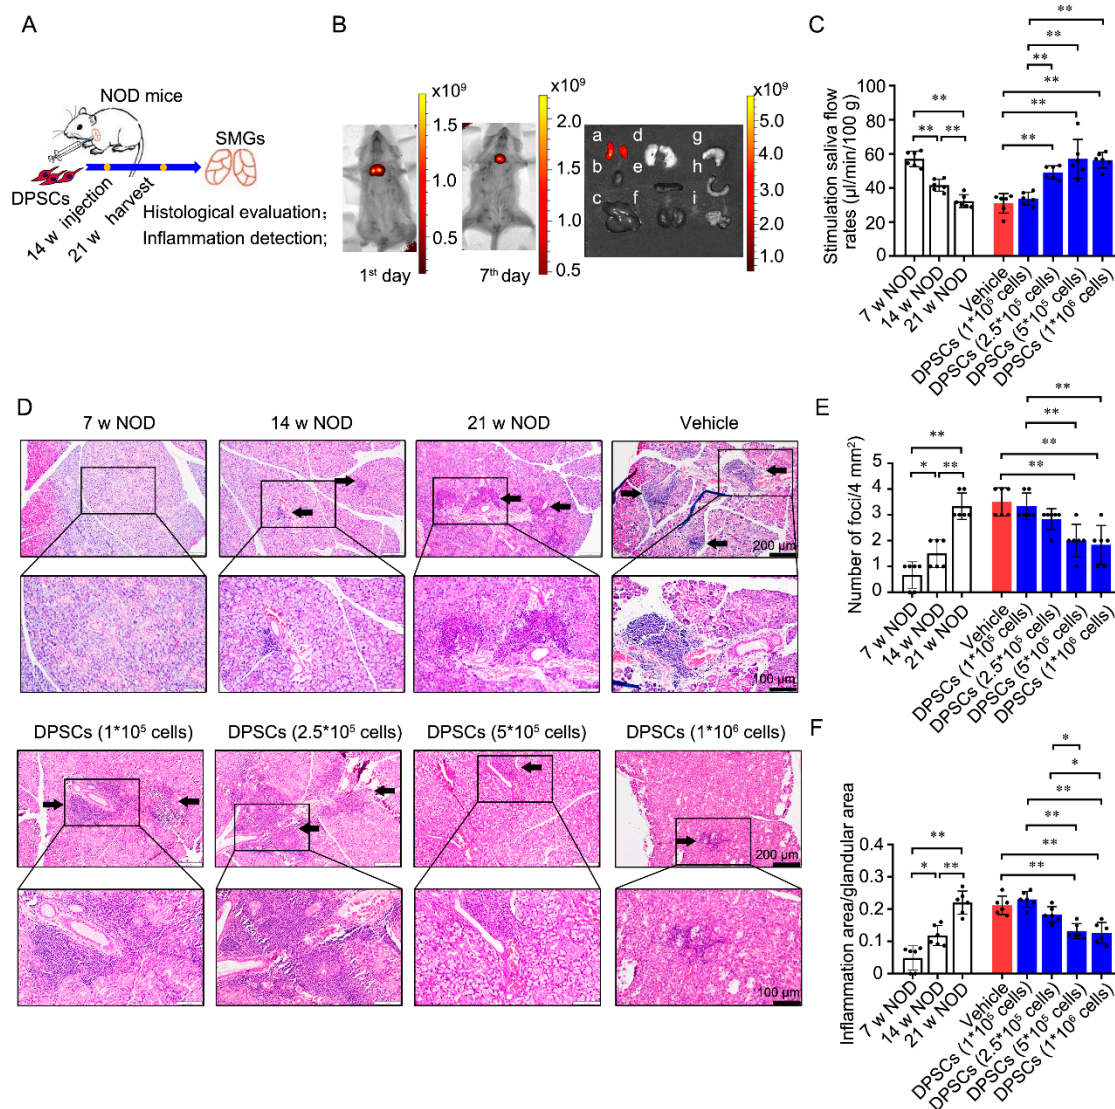 A
NOD mice
SMGs
DPSCs
14 w injection
21 w harvest
Histological evaluation;
Inflammation detection;
B
×10⁹
2.5
2.0
1.5
1.0
0.5
1ˢᵗ day
×10⁹
2.0
1.5
1.0
0.5
7ᵗʰ day
a d g
b e h
c f i
×10⁹
5.0
4.0
3.0
2.0
1.0
C
Stimulation saliva flow
rates (µl/min/100 g)
100
80
60
40
20
0
** ** **
** ** ** ** ** **
7 w NOD
14 w NOD
21 w NOD
Vehicle
DPSCs (1*10⁵ cells)
DPSCs (2.5*10⁵ cells)
DPSCs (5*10⁵ cells)
DPSCs (1*10⁶ cells)
D
7 w NOD
14 w NOD
21 w NOD
Vehicle
200 µm
100 µm
DPSCs (1*10⁵ cells)
DPSCs (2.5*10⁵ cells)
DPSCs (5*10⁵ cells)
DPSCs (1*10⁶ cells)
200 µm
100 µm
E
Number of foci/4 mm²
5
4
3
2
1
0
** * **
** ** ** **
7 w NOD
14 w NOD
21 w NOD
Vehicle
DPSCs (1*10⁵ cells)
DPSCs (2.5*10⁵ cells)
DPSCs (5*10⁵ cells)
DPSCs (1*10⁶ cells)
F
Inflammation area/glandular area
0.4
0.3
0.2
0.1
0
** * **
* * ** ** ** **
7 w NOD
14 w NOD
21 w NOD
Vehicle
DPSCs (1*10⁵ cells)
DPSCs (2.5*10⁵ cells)
DPSCs (5*10⁵ cells)
DPSCs (1*10⁶ cells)